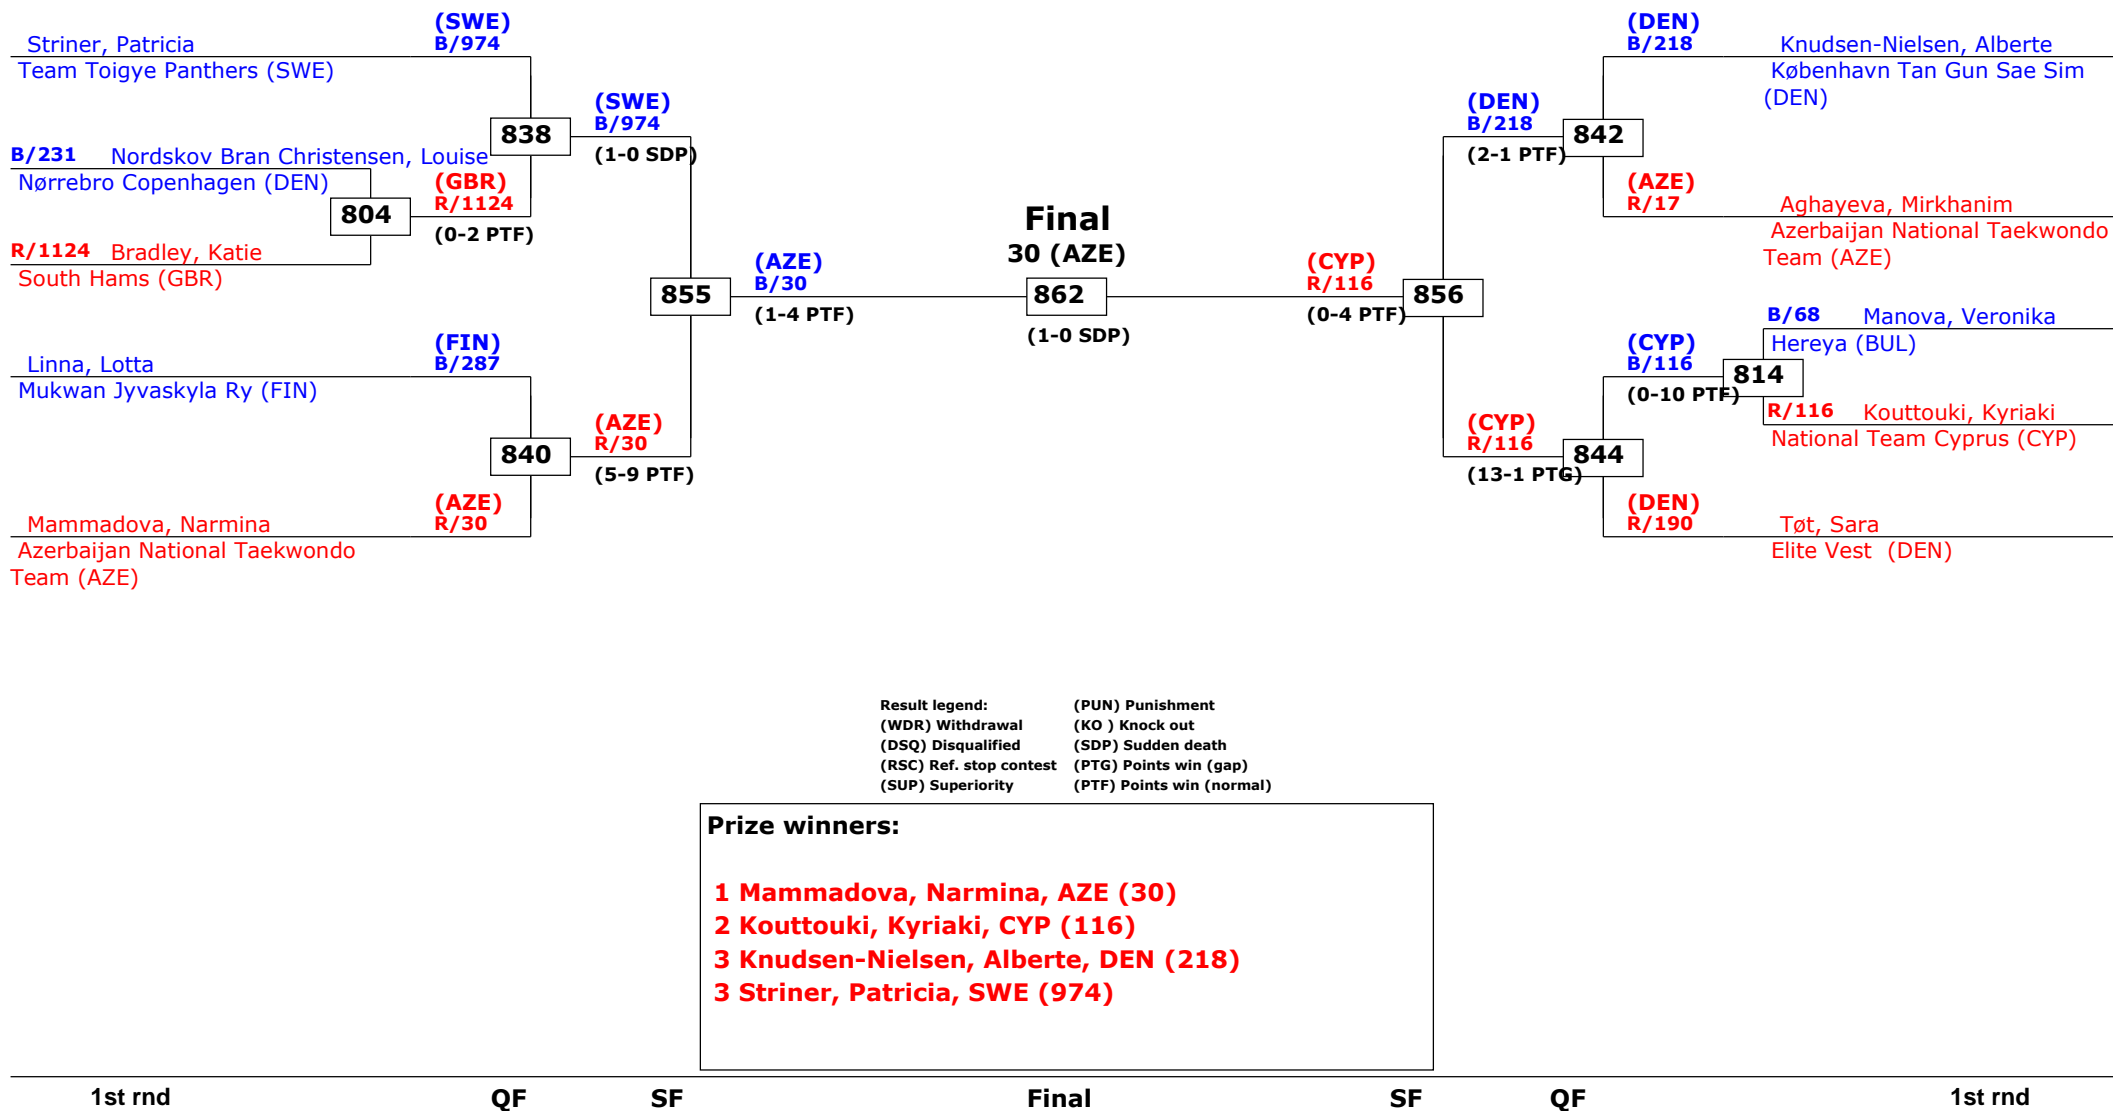 (SWE)
B/974
Striner, Patricia
Team Toigye Panthers (SWE)
838
(SWE)
B/974
(1-0 SDP)
B/231 Nordskov Bran Christensen, Louise
Nørrebro Copenhagen (DEN)
804
(GBR)
R/1124
(0-2 PTF)
R/1124 Bradley, Katie
South Hams (GBR)
855
(AZE)
B/30
(1-4 PTF)
(FIN)
B/287
Linna, Lotta
Mukwan Jyvaskyla Ry (FIN)
840
(AZE)
R/30
(5-9 PTF)
(AZE)
R/30
Mammadova, Narmina
Azerbaijan National Taekwondo
Team (AZE)
Final
30 (AZE)
862
(1-0 SDP)
(CYP)
R/116
(0-4 PTF)
856
(DEN)
B/218
(2-1 PTF)
842
(DEN)
B/218
Knudsen-Nielsen, Alberte
København Tan Gun Sae Sim
(DEN)
(AZE)
R/17
Aghayeva, Mirkhanim
Azerbaijan National Taekwondo
Team (AZE)
B/68 Manova, Veronika
Hereya (BUL)
(CYP)
B/116
(0-10 PTF)
814
R/116 Kouttouki, Kyriaki
National Team Cyprus (CYP)
(CYP)
R/116
(13-1 PTG)
844
(DEN)
R/190
Tøt, Sara
Elite Vest (DEN)
Result legend: (PUN) Punishment
(WDR) Withdrawal (KO ) Knock out
(DSQ) Disqualified (SDP) Sudden death
(RSC) Ref. stop contest (PTG) Points win (gap)
(SUP) Superiority (PTF) Points win (normal)
Prize winners:
1 Mammadova, Narmina, AZE (30)
2 Kouttouki, Kyriaki, CYP (116)
3 Knudsen-Nielsen, Alberte, DEN (218)
3 Striner, Patricia, SWE (974)
1st rnd QF SF Final SF QF 1st rnd